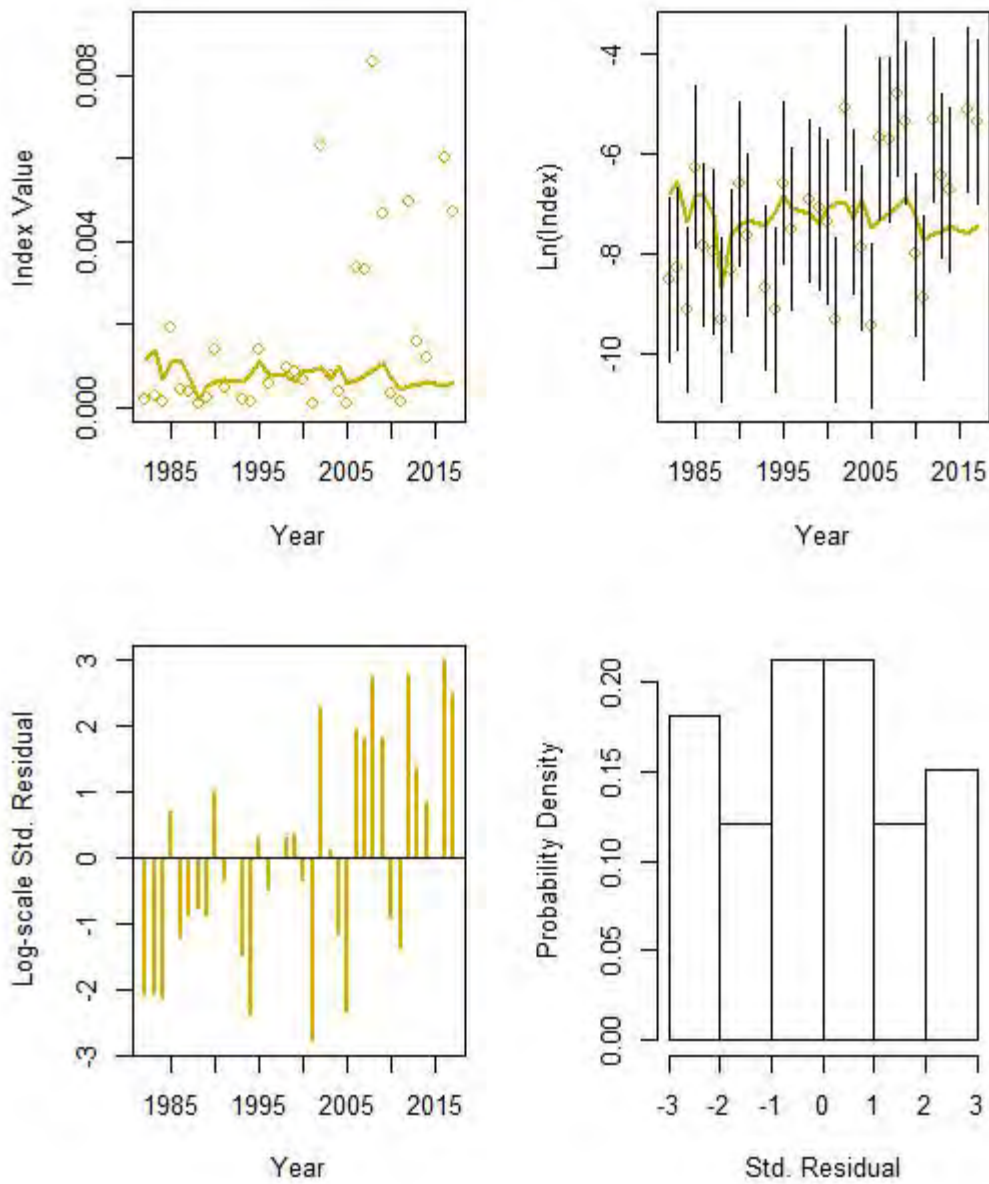 Index Value
0.000
0.004
0.008
1985 1995 2005 2015
Year
Ln(Index)
-10
-8
-6
-4
1985 1995 2005 2015
Year
Log-scale Std. Residual
-3
-2
-1
0
1
2
3
1985 1995 2005 2015
Year
Probability Density
0.00
0.05
0.10
0.15
0.20
-3 -2 -1 0 1 2 3
Std. Residual